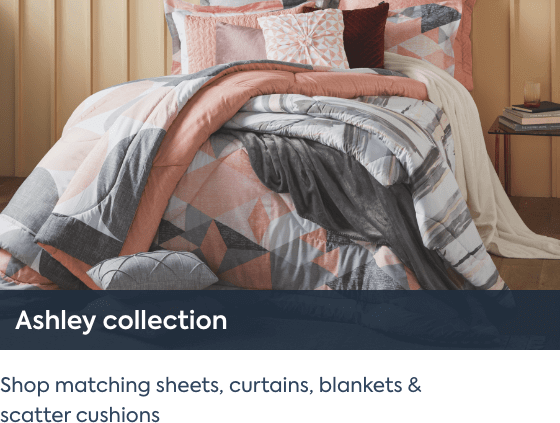 Ashley collection
Shop matching sheets, curtains, blankets &
scatter cushions